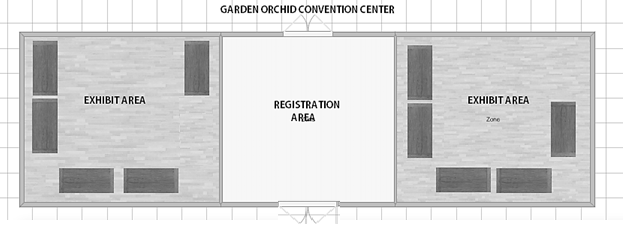 GARDEN ORCHID CONVENTION CENTER
EXHIBIT AREA
REGISTRATION
AREA
EXHIBIT AREA
Zone